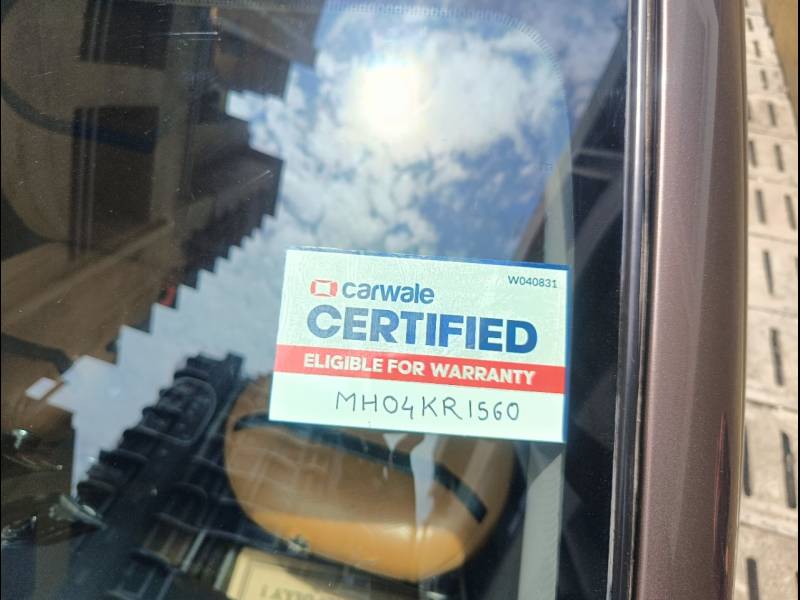 carwale
W040831
CERTIFIED
ELIGIBLE FOR WARRANTY
MH04KR1560